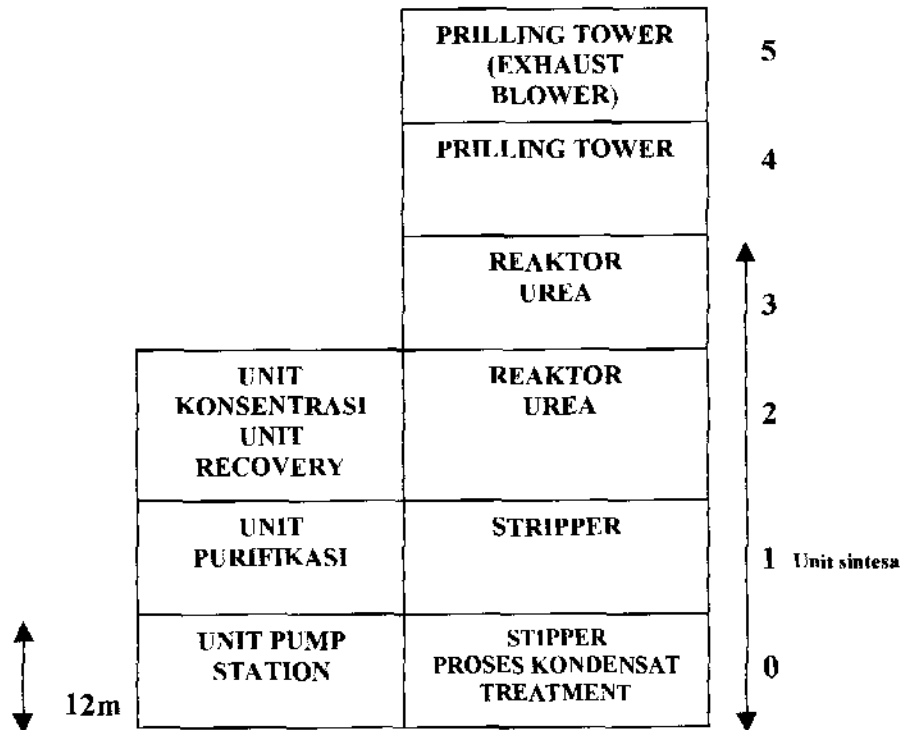 PRILLING TOWER
(EXHAUST
BLOWER)
5
PRILLING TOWER
4
REAKTOR
UREA
3
UNIT
KONSENTRASI
UNIT
RECOVERY
REAKTOR
UREA
2
UNIT
PURIFIKASI
STRIPPER
1 Unit sintesa
UNIT PUMP
STATION
STIPPER
PROSES KONDENSAT
TREATMENT
0
12m